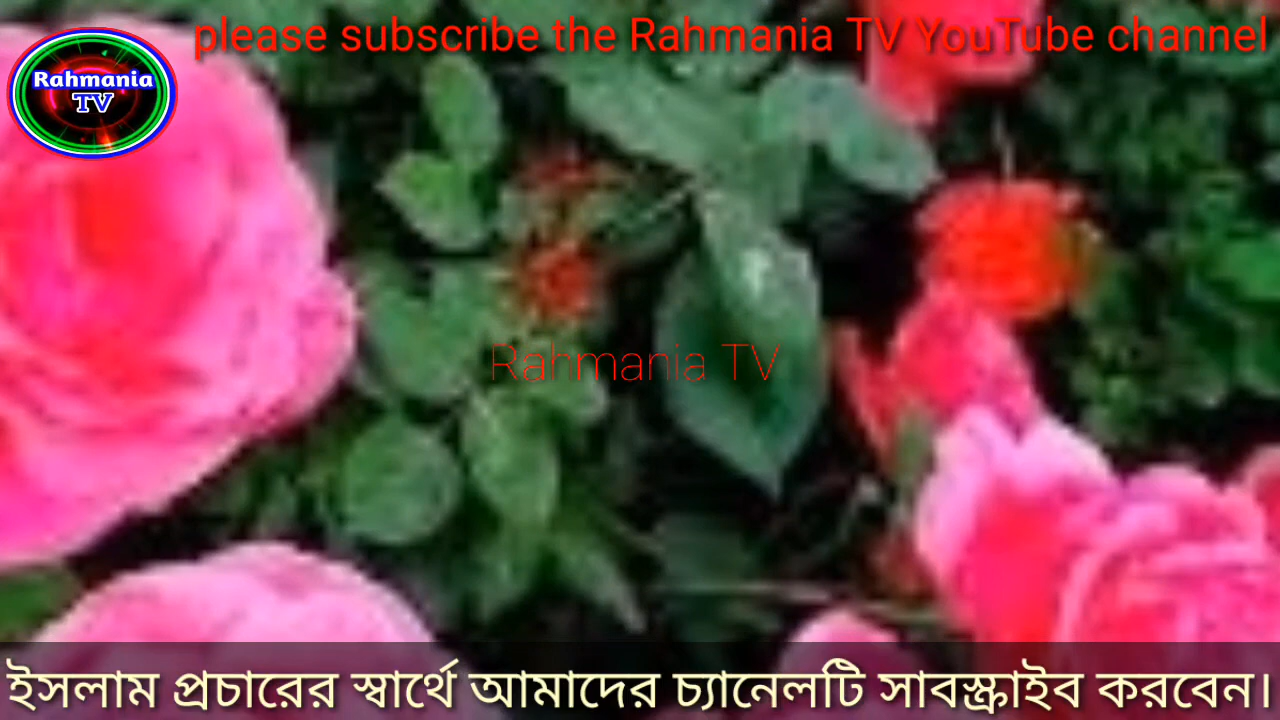 please subscribe the Rahmania TV YouTube channel
Rahmania
TV
Rahmania TV
ইসলাম প্রচারের স্বার্থে আমাদের চ্যানেলটি সাবস্ক্রাইব করবেন।